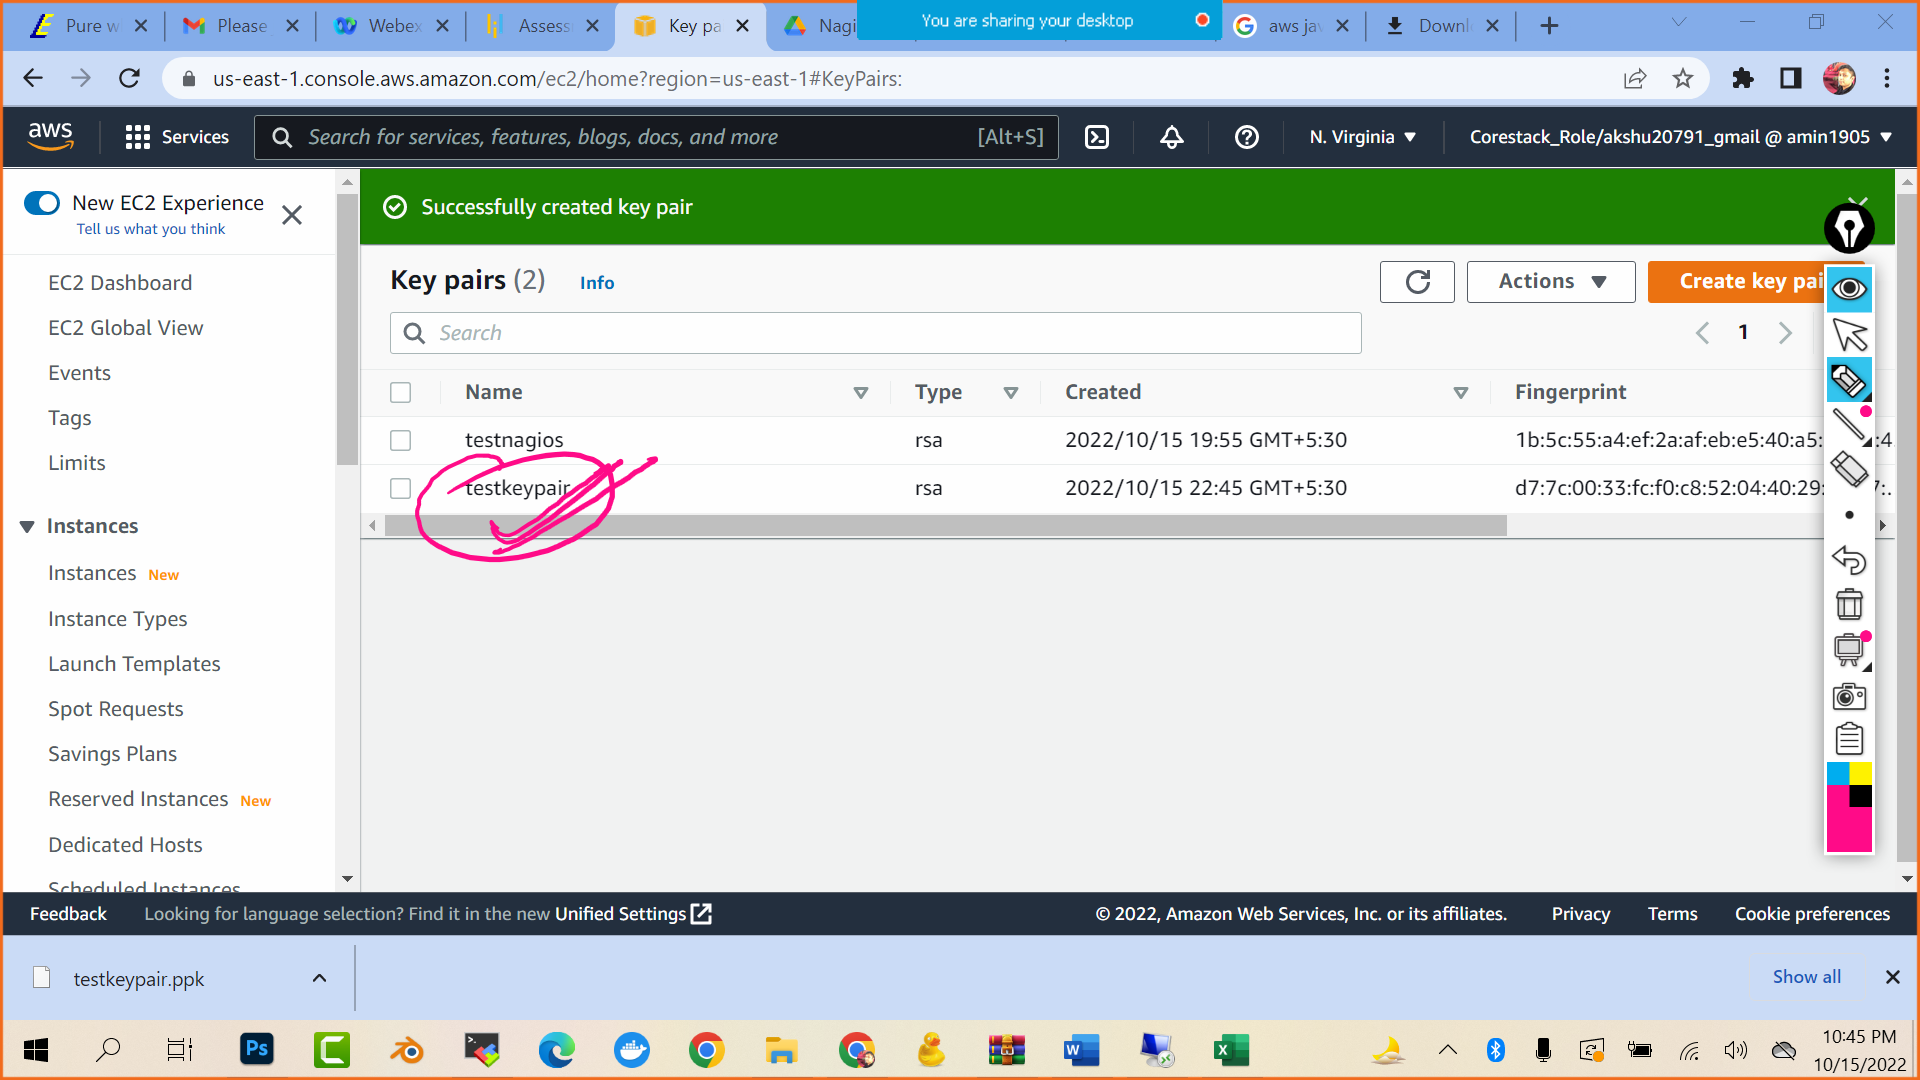 Pure w
Please
Webex
Assess
Key pa
Nagi
You are sharing your desktop
aws jav
Downl
us-east-1.console.aws.amazon.com/ec2/home?region=us-east-1#KeyPairs:
aws
Services
Search for services, features, blogs, docs, and more
[Alt+S]
N. Virginia
Corestack_Role/akshu20791_gmail @ amin1905
New EC2 Experience
Tell us what you think
EC2 Dashboard
EC2 Global View
Events
Tags
Limits
Instances
Instances New
Instance Types
Launch Templates
Spot Requests
Savings Plans
Reserved Instances New
Dedicated Hosts
Scheduled Instances
Successfully created key pair
Key pairs (2) Info
Actions
Create key pai
Search
1
Name Type Created Fingerprint
testnagios rsa 2022/10/15 19:55 GMT+5:30 1b:5c:55:a4:ef:2a:af:eb:e5:40:a5: :4
testkeypair rsa 2022/10/15 22:45 GMT+5:30 d7:7c:00:33:fc:f0:c8:52:04:40:29: 7:.
Feedback
Looking for language selection? Find it in the new Unified Settings
© 2022, Amazon Web Services, Inc. or its affiliates.
Privacy
Terms
Cookie preferences
testkeypair.ppk
Show all
Ps
10:45 PM
10/15/2022